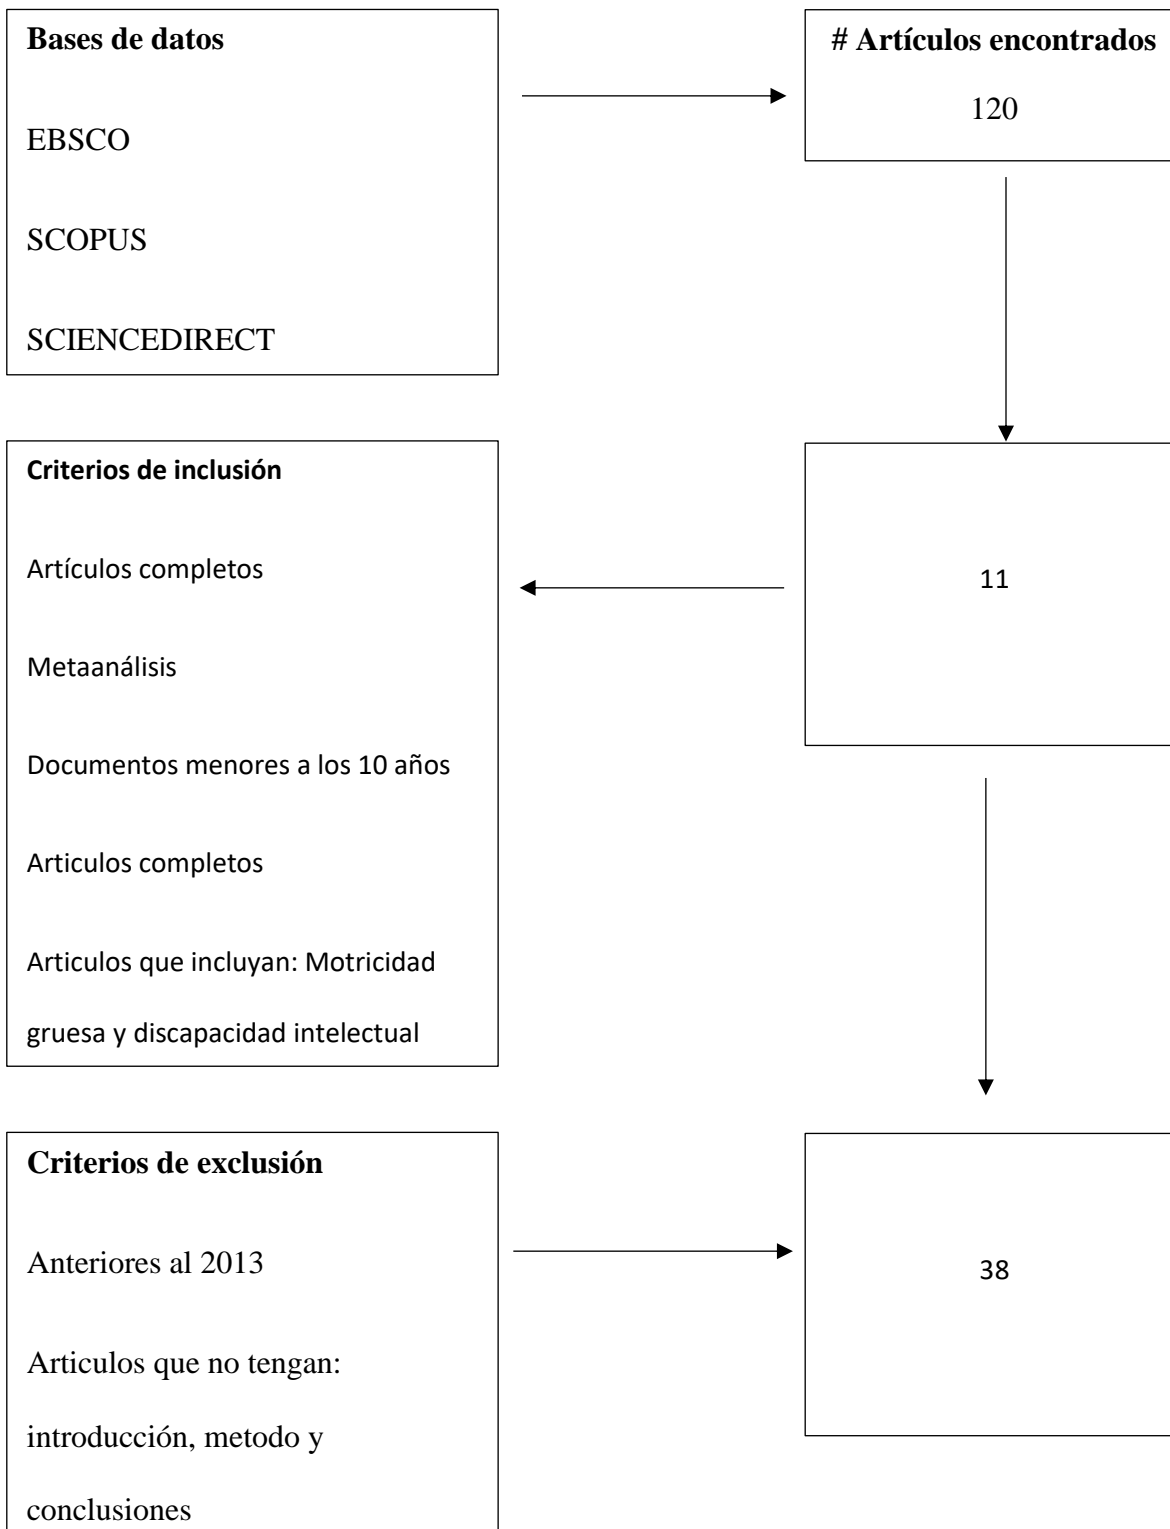 Bases de datos
EBSCO
SCOPUS
SCIENCEDIRECT
# Artículos encontrados
120
Criterios de inclusión
Artículos completos
Metaanálisis
Documentos menores a los 10 años
Articulos completos
Articulos que incluyan: Motricidad
gruesa y discapacidad intelectual
11
Criterios de exclusión
Anteriores al 2013
Articulos que no tengan:
introducción, metodo y
conclusiones
38